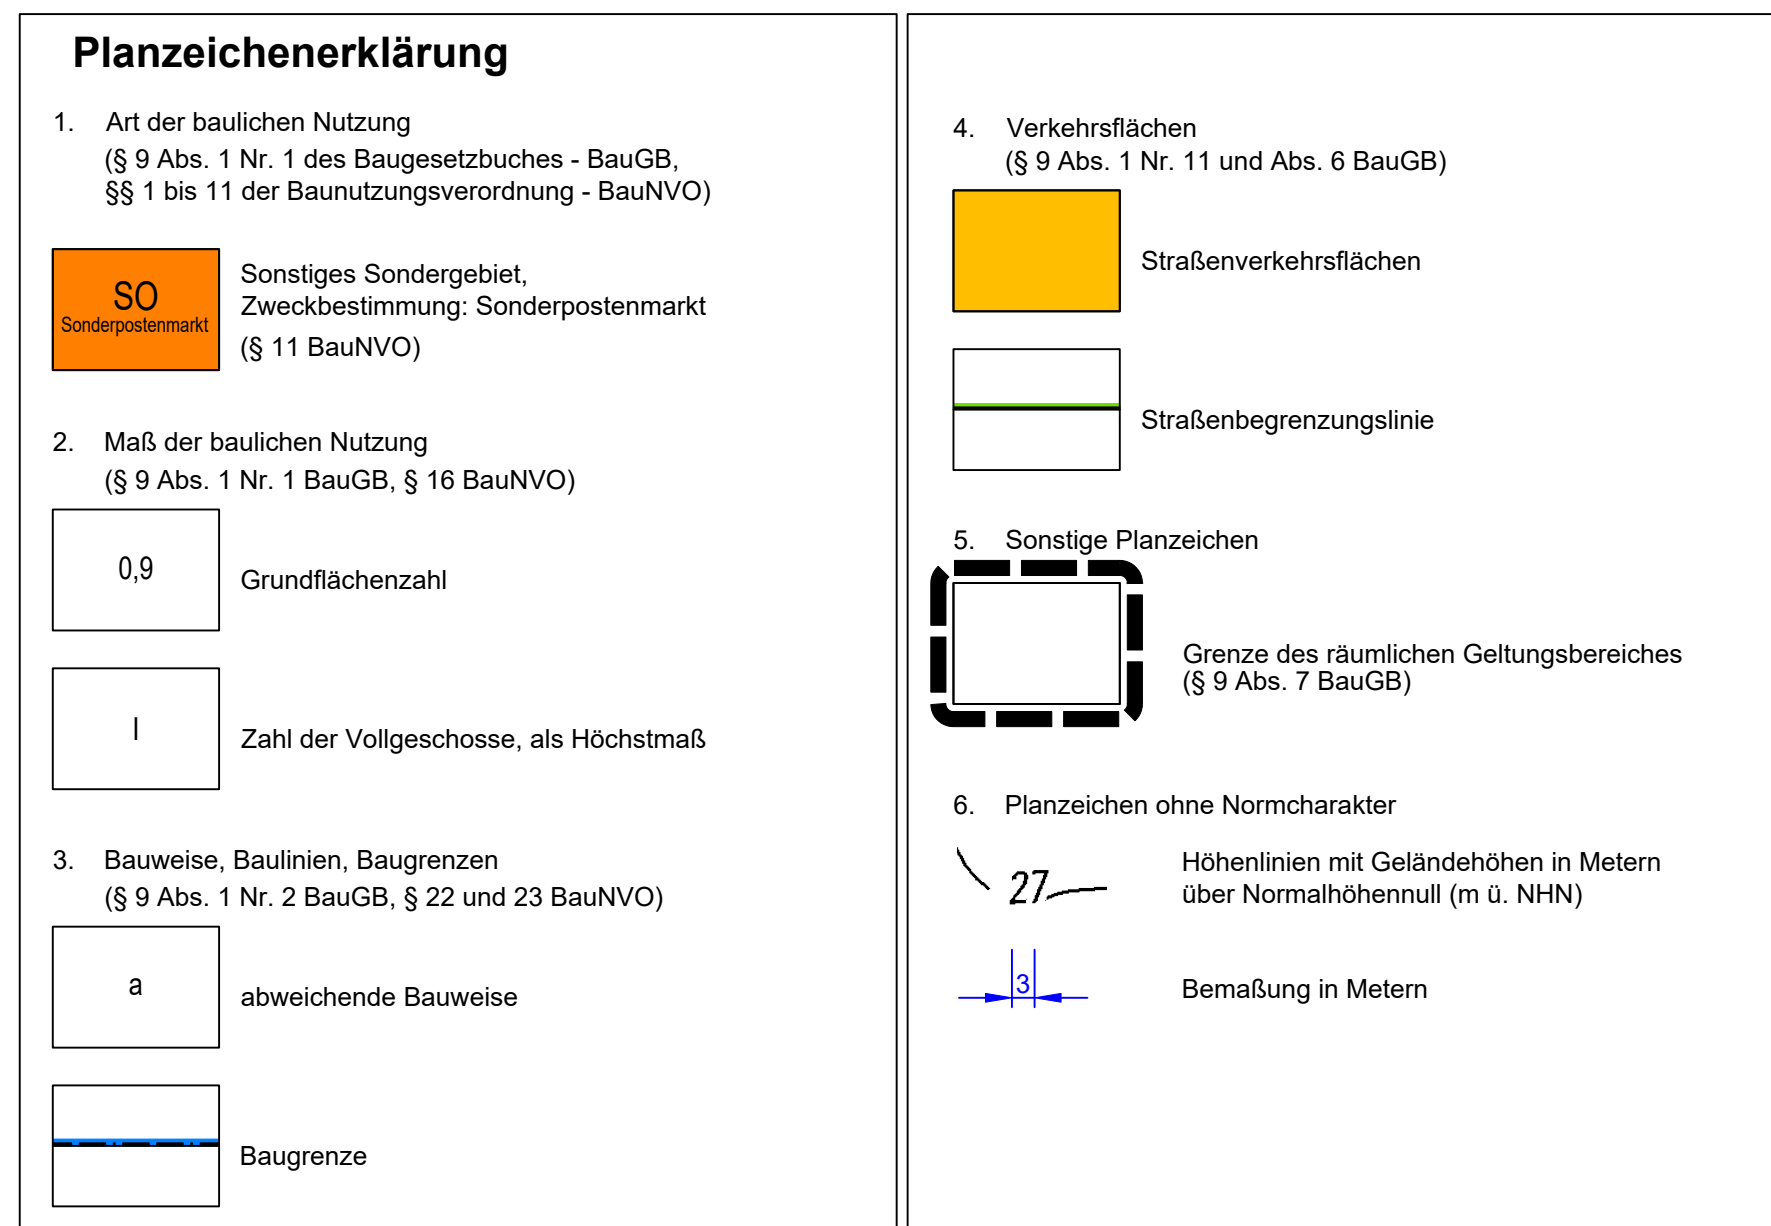 Planzeichenerklärung
1. Art der baulichen Nutzung
(§ 9 Abs. 1 Nr. 1 des Baugesetzbuches - BauGB,
§§ 1 bis 11 der Baunutzungsverordnung - BauNVO)
SO
Sonderpostenmarkt
Sonstiges Sondergebiet,
Zweckbestimmung: Sonderpostenmarkt
(§ 11 BauNVO)
2. Maß der baulichen Nutzung
(§ 9 Abs. 1 Nr. 1 BauGB, § 16 BauNVO)
0,9
Grundflächenzahl
I
Zahl der Vollgeschosse, als Höchstmaß
3. Bauweise, Baulinien, Baugrenzen
(§ 9 Abs. 1 Nr. 2 BauGB, § 22 und 23 BauNVO)
a
abweichende Bauweise
Baugrenze
4. Verkehrsflächen
(§ 9 Abs. 1 Nr. 11 und Abs. 6 BauGB)
Straßenverkehrsflächen
Straßenbegrenzungslinie
5. Sonstige Planzeichen
Grenze des räumlichen Geltungsbereiches
(§ 9 Abs. 7 BauGB)
6. Planzeichen ohne Normcharakter
27
Höhenlinien mit Geländehöhen in Metern
über Normalhöhennull (m ü. NHN)
3
Bemaßung in Metern